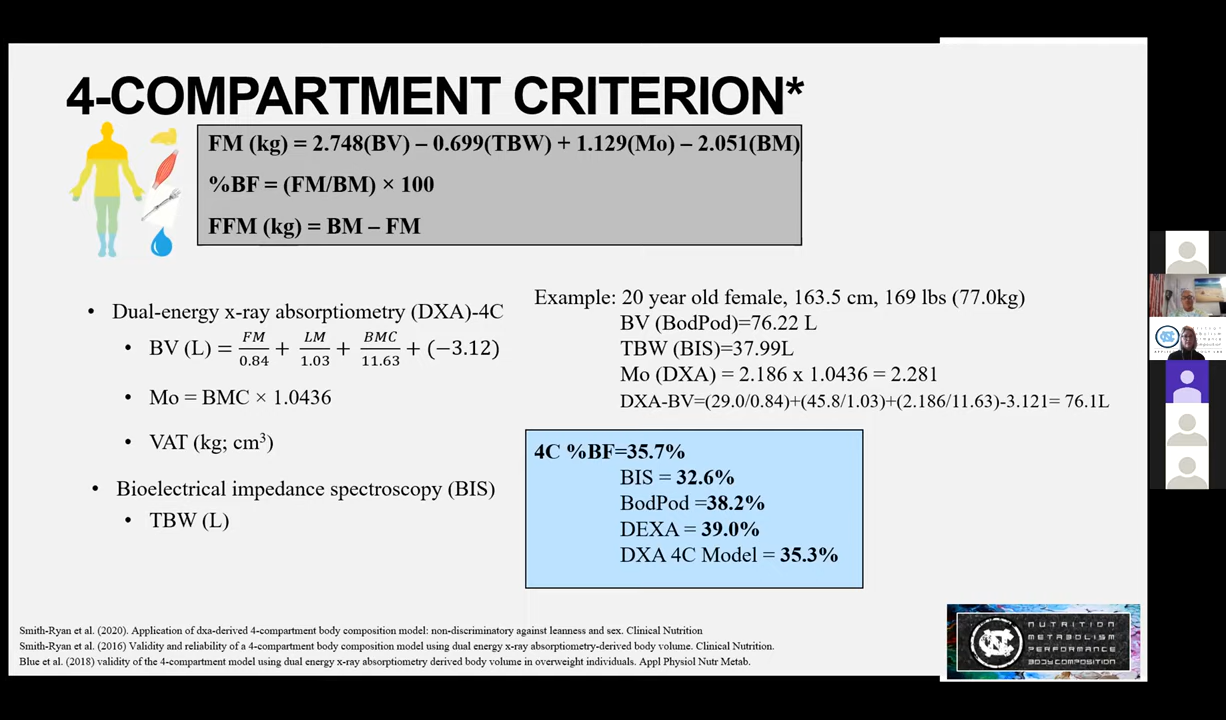 4-COMPARTMENT CRITERION*
FM (kg) = 2.748(BV) – 0.699(TBW) + 1.129(Mo) – 2.051(BM)
%BF = (FM/BM) × 100
FFM (kg) = BM – FM
• Dual-energy x-ray absorptiometry (DXA)-4C
• BV (L) = FM/0.84 + LM/1.03 + BMC/11.63 + (−3.12)
• Mo = BMC × 1.0436
• VAT (kg; cm³)
• Bioelectrical impedance spectroscopy (BIS)
• TBW (L)
Example: 20 year old female, 163.5 cm, 169 lbs (77.0kg)
BV (BodPod)=76.22 L
TBW (BIS)=37.99L
Mo (DXA) = 2.186 x 1.0436 = 2.281
DXA-BV=(29.0/0.84)+(45.8/1.03)+(2.186/11.63)-3.121= 76.1L
4C %BF=35.7%
BIS = 32.6%
BodPod =38.2%
DEXA = 39.0%
DXA 4C Model = 35.3%
Smith-Ryan et al. (2020). Application of dxa-derived 4-compartment body composition model: non-discriminatory against leanness and sex. Clinical Nutrition
Smith-Ryan et al. (2016) Validity and reliability of a 4-compartment body composition model using dual energy x-ray absorptiometry-derived body volume. Clinical Nutrition.
Blue et al. (2018) validity of the 4-compartment model using dual energy x-ray absorptiometry derived body volume in overweight individuals. Appl Physiol Nutr Metab.
NUTRITION
METABOLISM
PERFORMANCE
BODY COMPOSITION